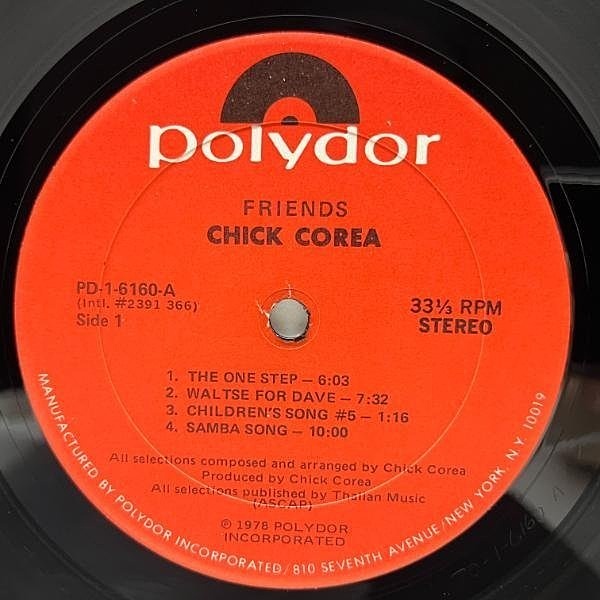 polydor
FRIENDS
CHICK COREA
PD-1-6160-A
(Intl. #2391 366)
Side 1
33⅓ RPM
STEREO
1. THE ONE STEP – 6:03
2. WALTSE FOR DAVE – 7:32
3. CHILDREN'S SONG #5 – 1:16
4. SAMBA SONG – 10:00
All selections composed and arranged by Chick Corea
Produced by Chick Corea
All selections published by Thalian Music
(ASCAP)
℗ 1978 POLYDOR
INCORPORATED
MANUFACTURED BY POLYDOR INCORPORATED/810 SEVENTH AVENUE/NEW YORK, N.Y. 10019